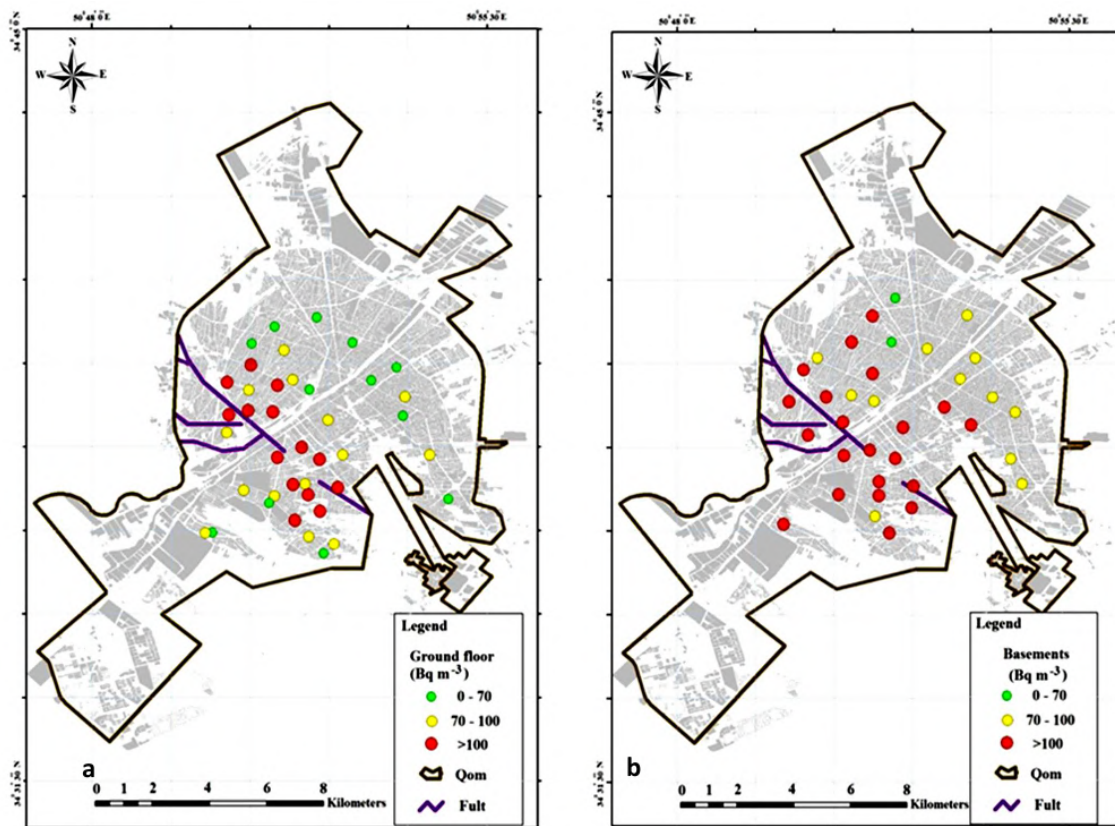 50°48'0"E
50°55'30"E
34°45'0"N
N
W
E
S
34°31'30"N
Legend
Ground floor
(Bq m-3)
0 - 70
70 - 100
>100
Qom
Fult
a
0 1 2 4 6 8
Kilometers
50°48'0"E
50°55'30"E
34°45'0"N
N
W
E
S
34°31'30"N
Legend
Basements
(Bq m-3)
0 - 70
70 - 100
>100
Qom
Fult
b
0 1 2 4 6 8
Kilometers